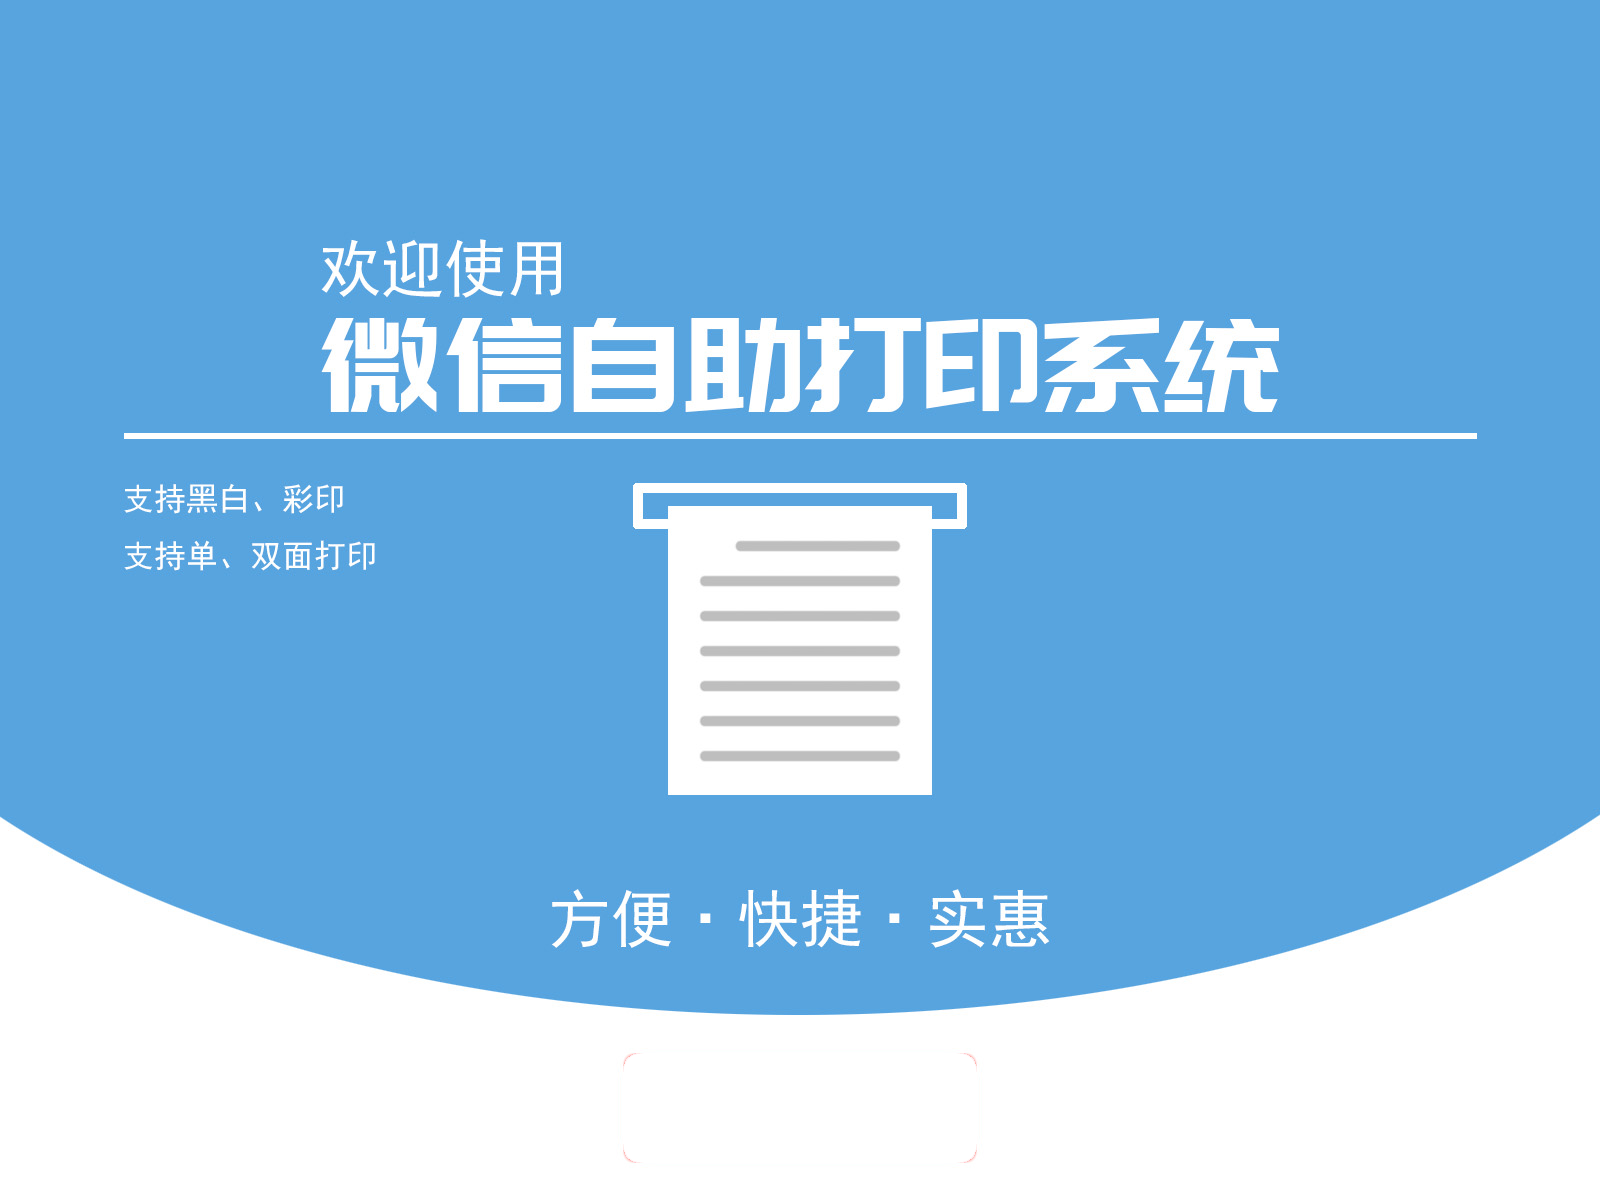 欢迎使用
微信自助打印系统
支持黑白、彩印
支持单、双面打印
方便·快捷·实惠